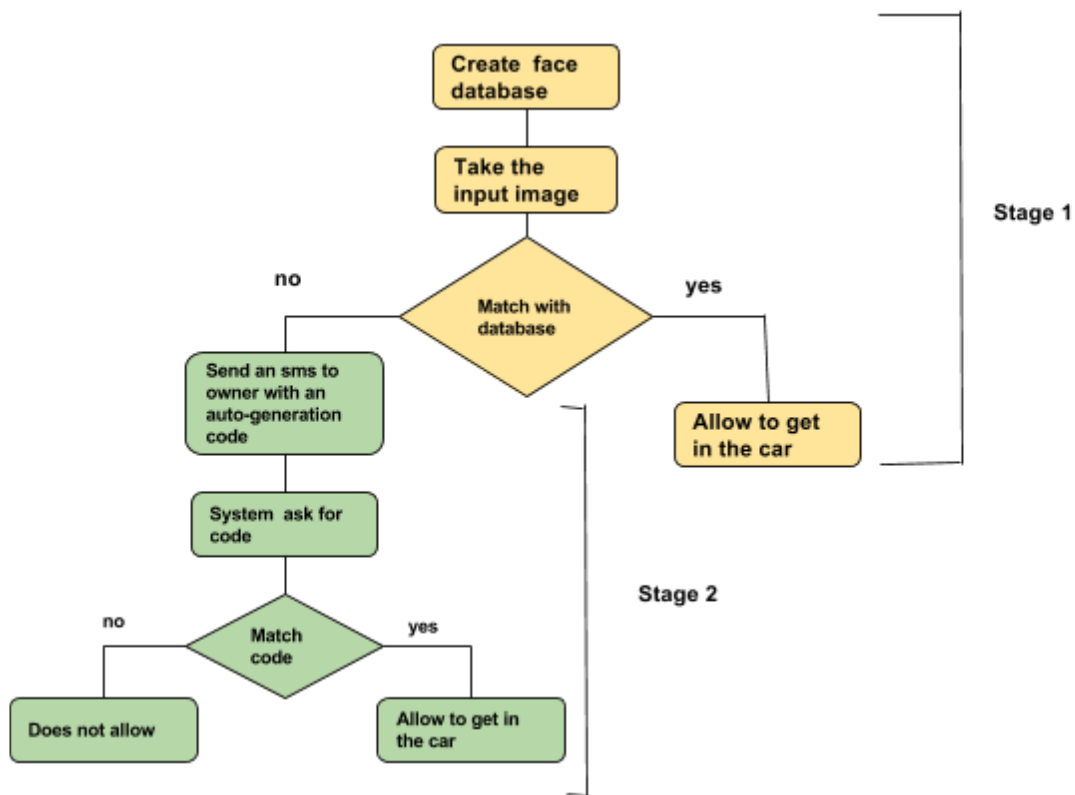 Create face
database
Take the
input image
Stage 1
no
yes
Match with
database
Send an sms to
owner with an
auto-generation
code
Allow to get
in the car
System ask for
code
Stage 2
no
yes
Match
code
Does not allow
Allow to get in
the car